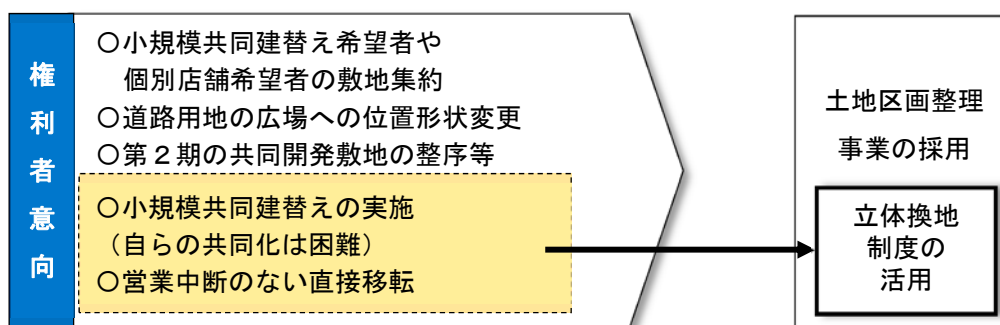 権利者意向
〇小規模共同建替え希望者や
個別店舗希望者の敷地集約
〇道路用地の広場への位置形状変更
〇第２期の共同開発敷地の整序等
〇小規模共同建替えの実施
（自らの共同化は困難）
〇営業中断のない直接移転
土地区画整理
事業の採用
立体換地
制度の
活用